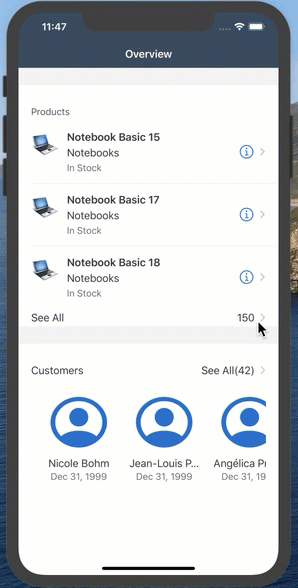 11:47
Overview
Products
Notebook Basic 15
Notebooks
In Stock
Notebook Basic 17
Notebooks
In Stock
Notebook Basic 18
Notebooks
In Stock
See All 150
Customers See All(42)
Nicole Bohm Jean-Louis P... Angélica Pr
Dec 31, 1999 Dec 31, 1999 Dec 31, 19